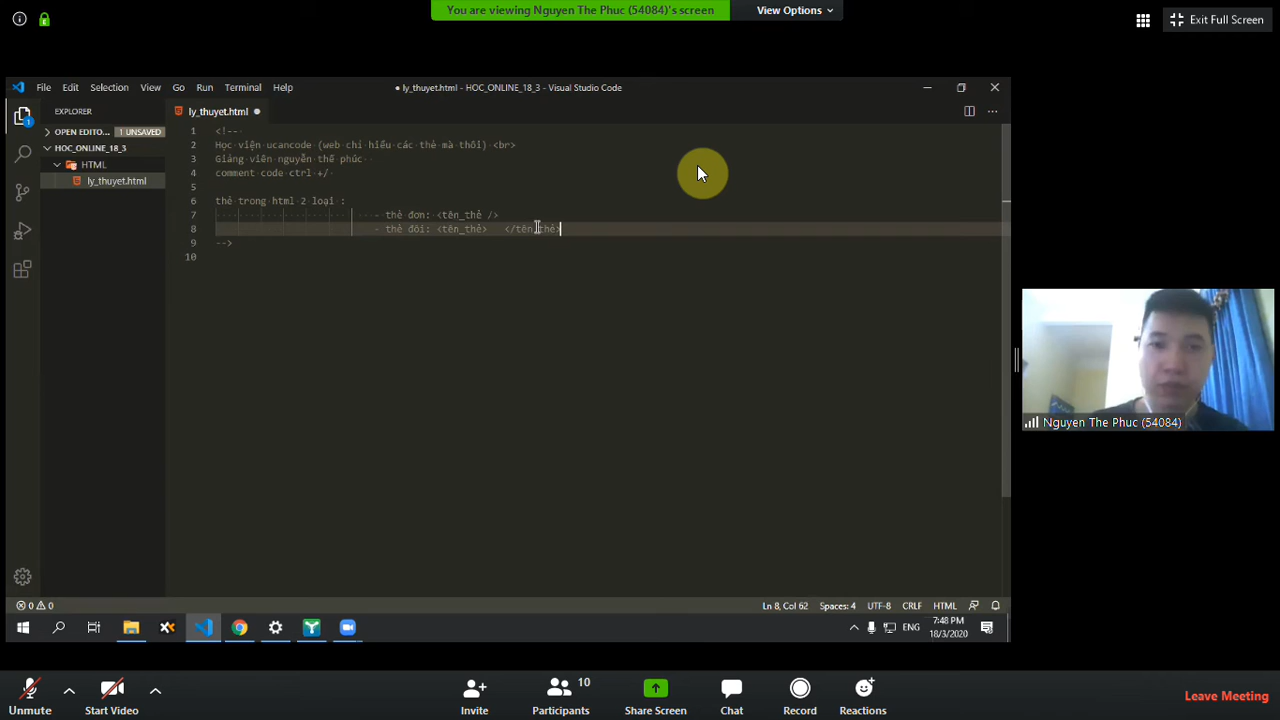 You are viewing Nguyen The Phuc (54084)'s screen
View Options
Exit Full Screen
File Edit Selection View Go Run Terminal Help
● ly_thuyet.html - HOC_ONLINE_18_3 - Visual Studio Code
EXPLORER
ly_thuyet.html
OPEN EDITO... 1 UNSAVED
HOC_ONLINE_18_3
HTML
ly_thuyet.html
1
1 <!--
2 Học viện ucancode (web chỉ hiểu các thẻ mà thôi) <br>
3 Giảng viên nguyễn thế phúc
4 comment code ctrl +/
5
6 thẻ trong html 2 loại :
7 - thẻ đơn: <tên_thẻ />
8 - thẻ đôi: <tên_thẻ> </tên_thẻ>
9 -->
10
0 0
Ln 8, Col 62 Spaces: 4 UTF-8 CRLF HTML
ENG
7:48 PM
18/3/2020
Nguyen The Phuc (54084)
Unmute
Start Video
Invite
10
Participants
Share Screen
Chat
Record
Reactions
Leave Meeting